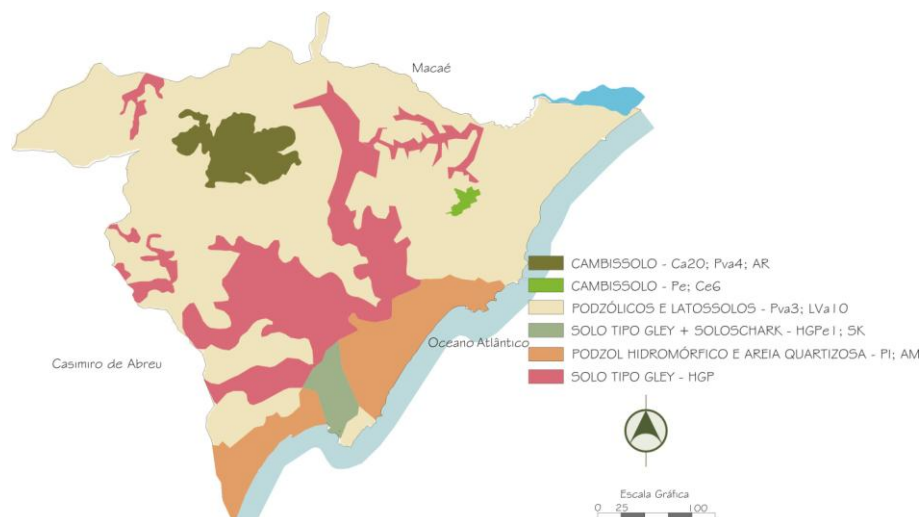 Macaé
CAMBISSOLO - Ca20; Pva4; AR
CAMBISSOLO - Pe; Ce6
PODZÓLICOS E LATOSSOLOS - Pva3; LVa10
SOLO TIPO GLEY + SOLOSCHARK - HGPe1; SK
Oceano Atlântico
PODZOL HIDROMÓRFICO E AREIA QUARTIZOSA - PI; AM
Casimiro de Abreu
SOLO TIPO GLEY - HGP
Escala Gráfica
0 25 100